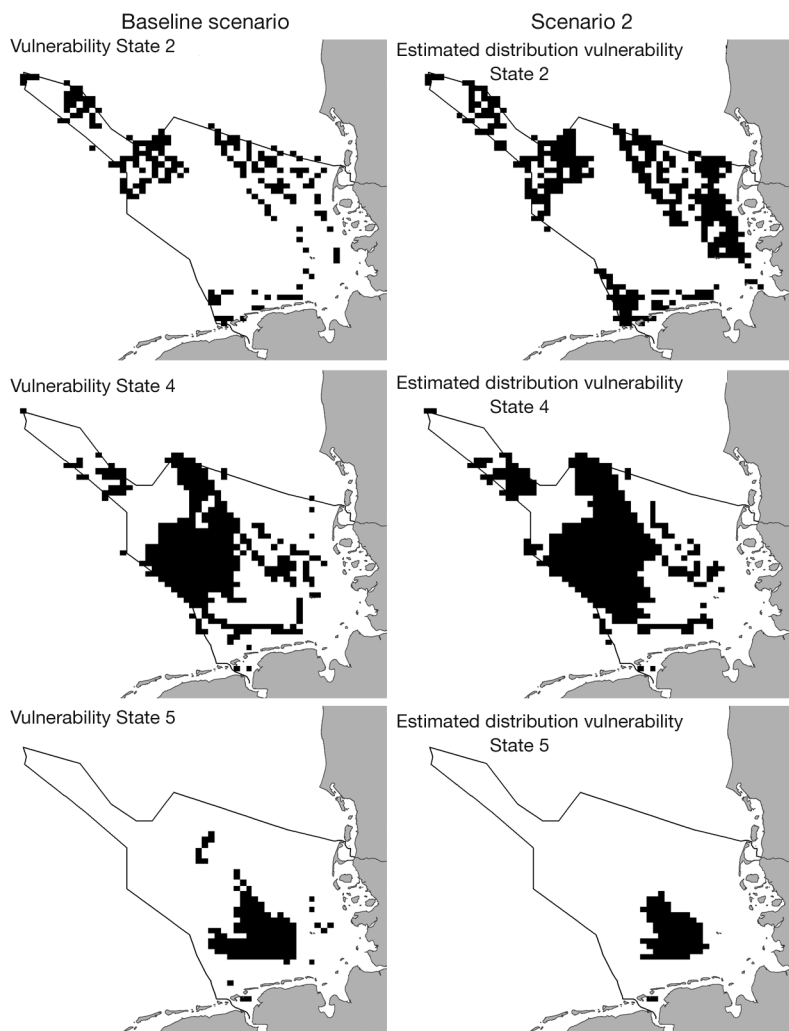 Baseline scenario
Scenario 2
Vulnerability State 2
Estimated distribution vulnerability
State 2
Vulnerability State 4
Estimated distribution vulnerability
State 4
Vulnerability State 5
Estimated distribution vulnerability
State 5